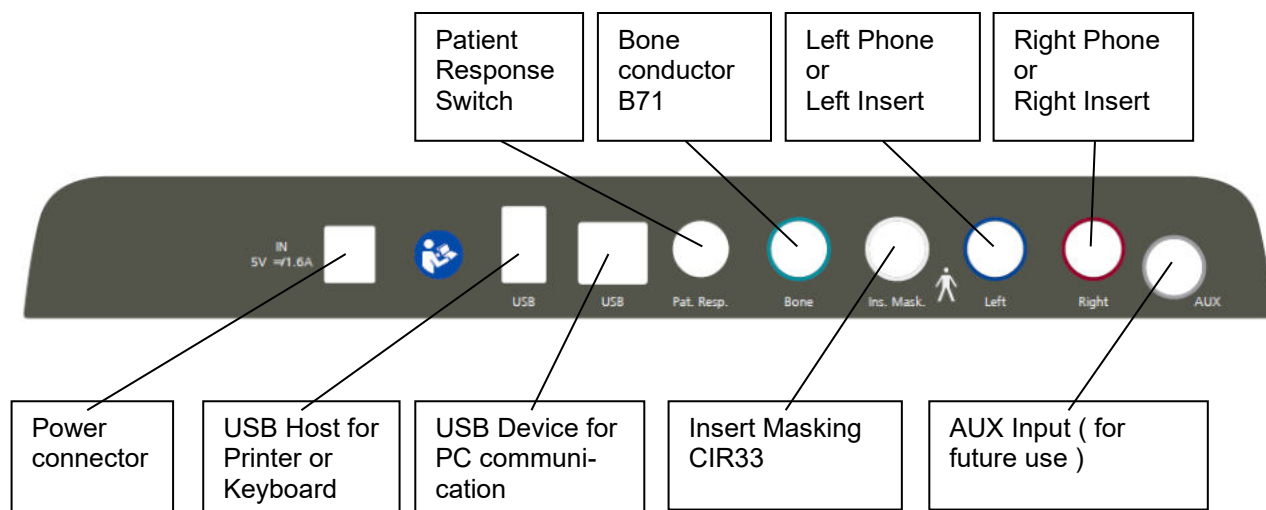 Patient
Response
Switch
Bone
conductor
B71
Left Phone
or
Left Insert
Right Phone
or
Right Insert
IN
5V ⎓/1.6A
USB
USB
Pat. Resp.
Bone
Ins. Mask.
Left
Right
AUX
Power
connector
USB Host for
Printer or
Keyboard
USB Device for
PC communi-
cation
Insert Masking
CIR33
AUX Input ( for
future use )